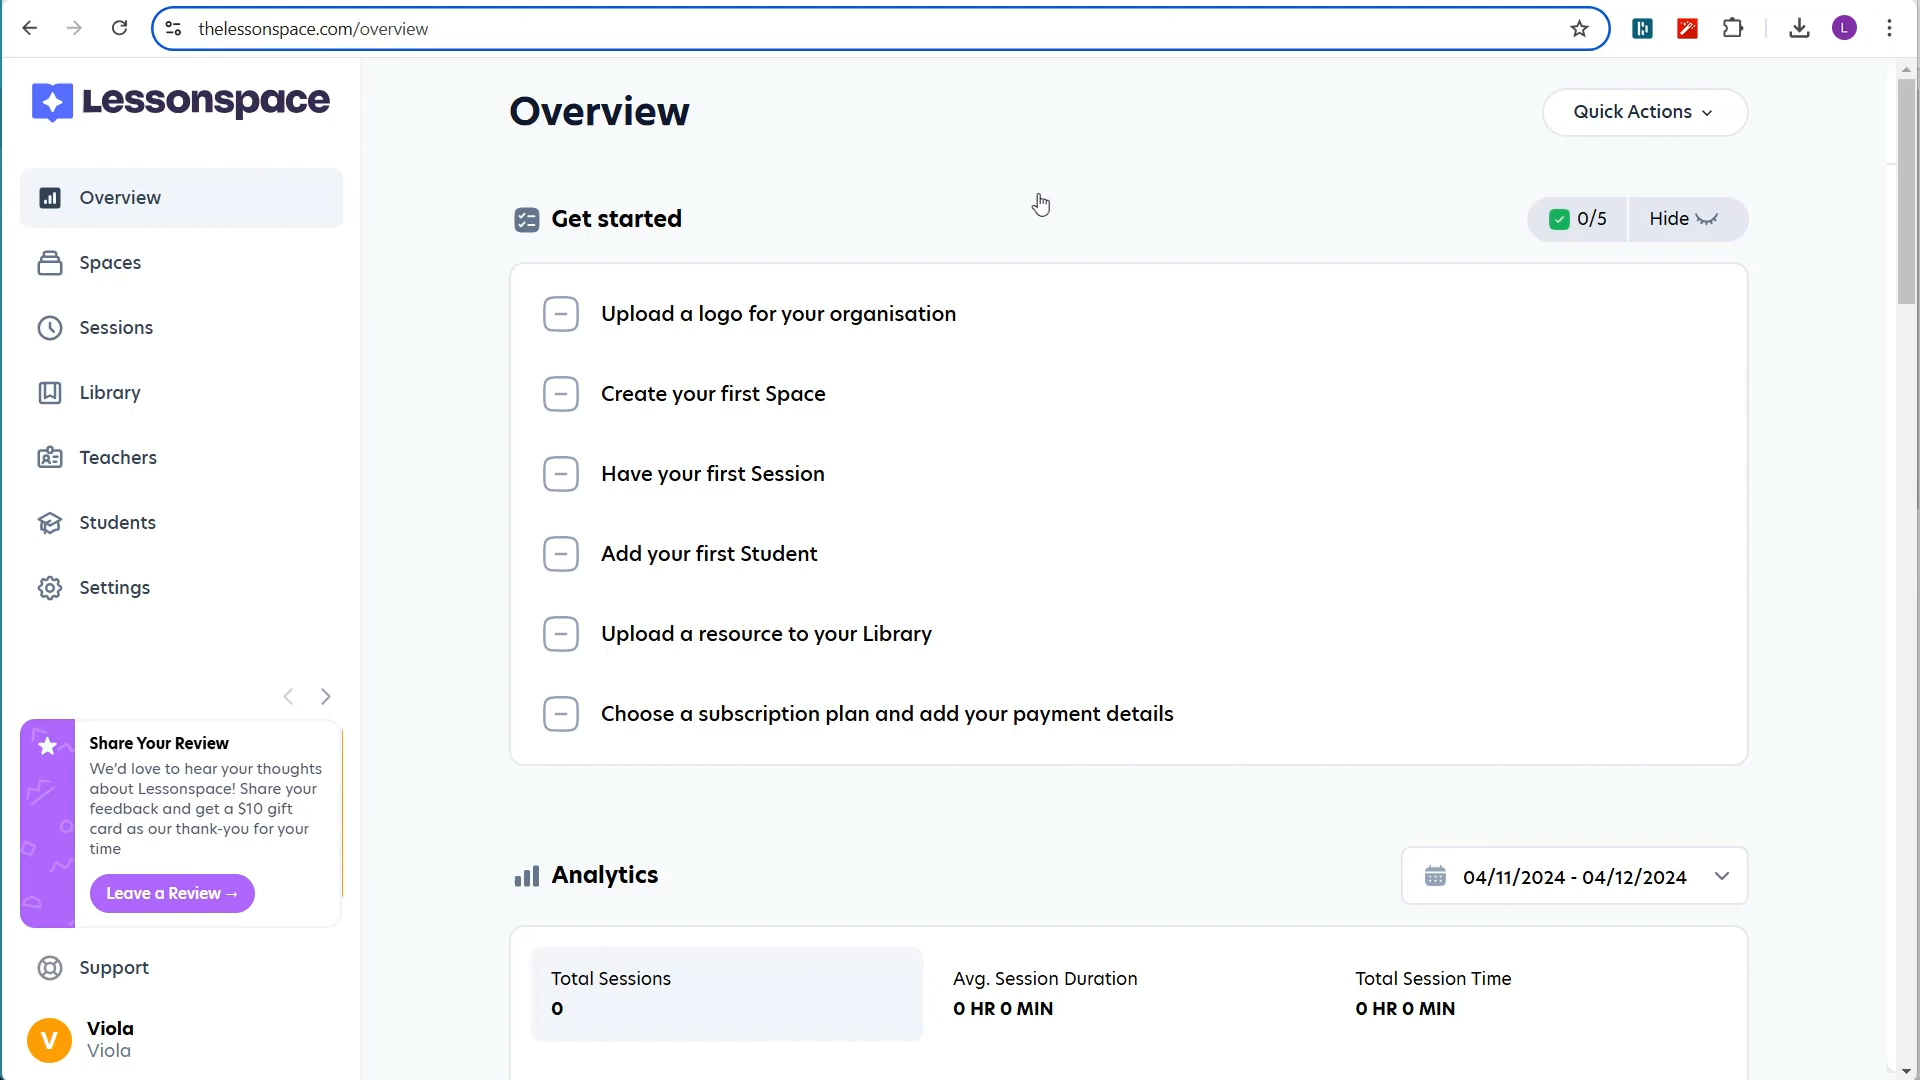 thelessonspace.com/overview
L
Lessonspace
Overview
Spaces
Sessions
Library
Teachers
Students
Settings
Share Your Review
We'd love to hear your thoughts
about Lessonspace! Share your
feedback and get a $10 gift
card as our thank-you for your
time
Leave a Review →
Support
V
Viola
Viola
Overview
Quick Actions
Get started
0/5
Hide
Upload a logo for your organisation
Create your first Space
Have your first Session
Add your first Student
Upload a resource to your Library
Choose a subscription plan and add your payment details
Analytics
04/11/2024 - 04/12/2024
Total Sessions
0
Avg. Session Duration
0 HR 0 MIN
Total Session Time
0 HR 0 MIN